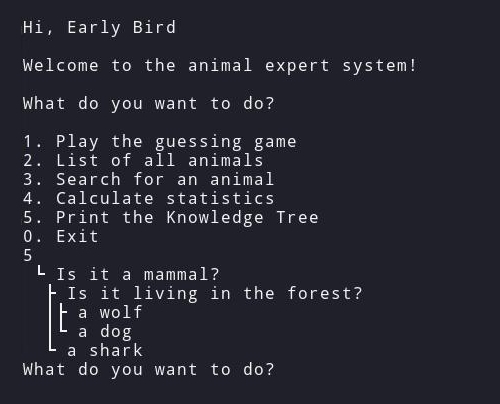 Hi, Early Bird
Welcome to the animal expert system!
What do you want to do?
1. Play the guessing game
2. List of all animals
3. Search for an animal
4. Calculate statistics
5. Print the Knowledge Tree
0. Exit
5
└ Is it a mammal?
├ Is it living in the forest?
│├ a wolf
│└ a dog
└ a shark
What do you want to do?